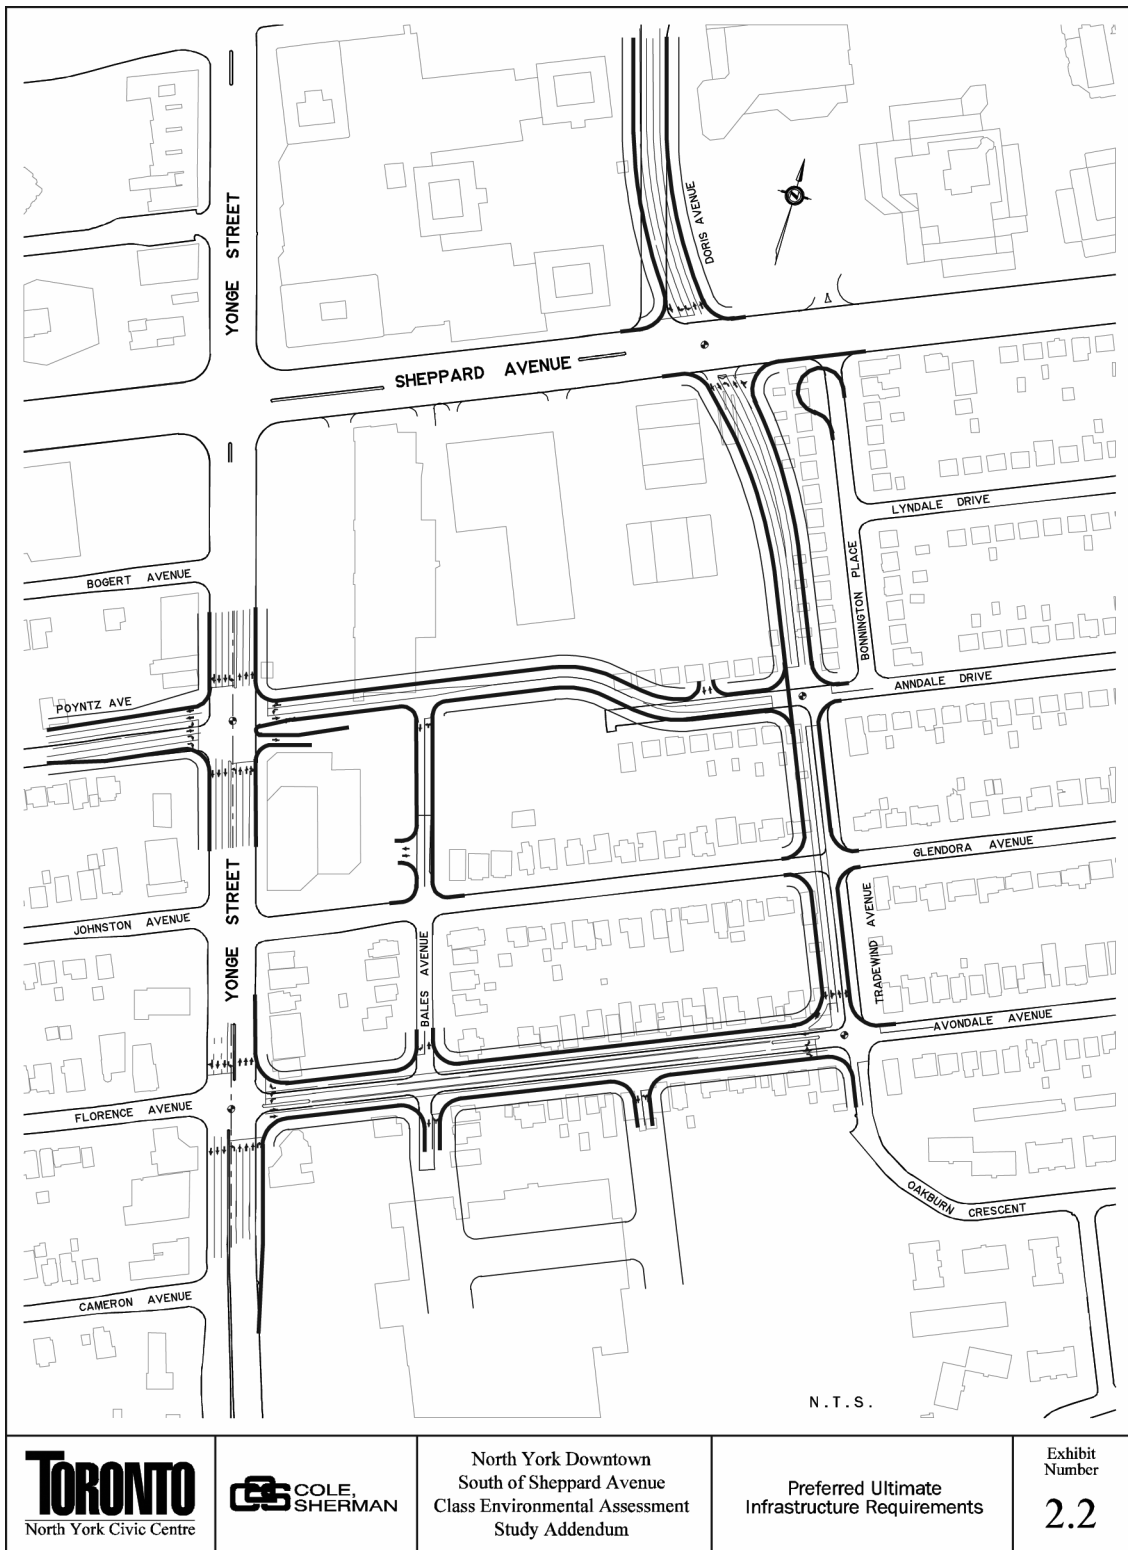 YONGE STREET
DORIS AVENUE
SHEPPARD AVENUE
LYNDALE DRIVE
BONNINGTON PLACE
BOGERT AVENUE
ANNDALE DRIVE
POYNTZ AVE
GLENDORA AVENUE
YONGE STREET
JOHNSTON AVENUE
BALES AVENUE
TRADEWIND AVENUE
AVONDALE AVENUE
FLORENCE AVENUE
OAKBURN CRESCENT
CAMERON AVENUE
N.T.S.
TORONTO
North York Civic Centre
COLE,
SHERMAN
North York Downtown
South of Sheppard Avenue
Class Environmental Assessment
Study Addendum
Preferred Ultimate
Infrastructure Requirements
Exhibit
Number
2.2